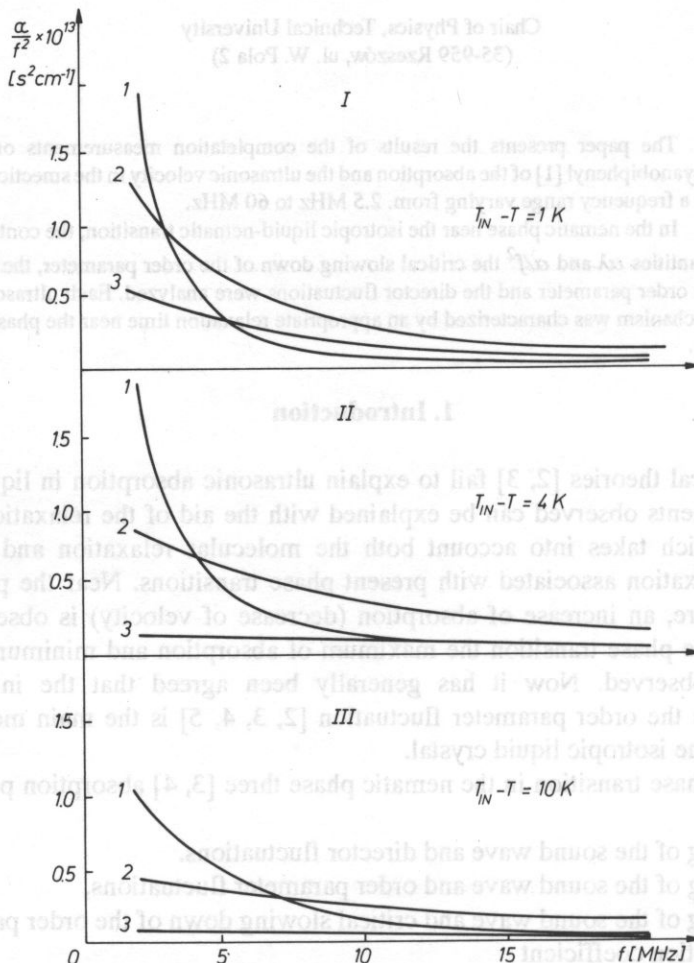 Chair of Physics, Technical University
(35-959 Rzeszów, ul. W. Pola 2)
α/f² ×10¹³
[s²cm⁻¹]
1
I
The paper presents the results of the completation measurements or
yanobiphenyl [1] of the absorption and the ultrasonic velocity in the smectic
1.5
2
a frequency range varying from 2.5 MHz to 60 MHz.
T_IN - T = 1 K
1.0
In the nematic phase near the isotropic liquid-nematic transition, the cont
antities αλ and α/f² the critical slowing down of the order parameter, the
3
0.5
order parameter and the director fluctuations were analyzed. Each ultraso
chanism was characterized by an appropriate relaxation time near the phas
1
II
1. Introduction
1.5
ral theories [2, 3] fail to explain ultrasonic absorption in liq
T_IN - T = 4 K
1.0
ents observed can be explained with the aid of the relaxatio
2
ich takes into account both the molecular relaxation and
0.5
xation associated with present phase transitions. Near the p
3
re, an increase of absorption (decrease of velocity) is obse
phase transition the maximum of absorption and minimum
observed. Now it has generally been agreed that the in
1.5
III
the order parameter fluctuation [2, 3, 4, 5] is the main me
ne isotropic liquid crystal.
1
T_IN - T = 10 K
1.0
hase transition in the nematic phase three [3, 4] absorption p
g of the sound wave and director fluctuations.
0.5
2
g of the sound wave and order parameter fluctuations,
3
g of the sound wave and critical slowing down of the order pa
coefficient
0
5
10
15
f [MHz]